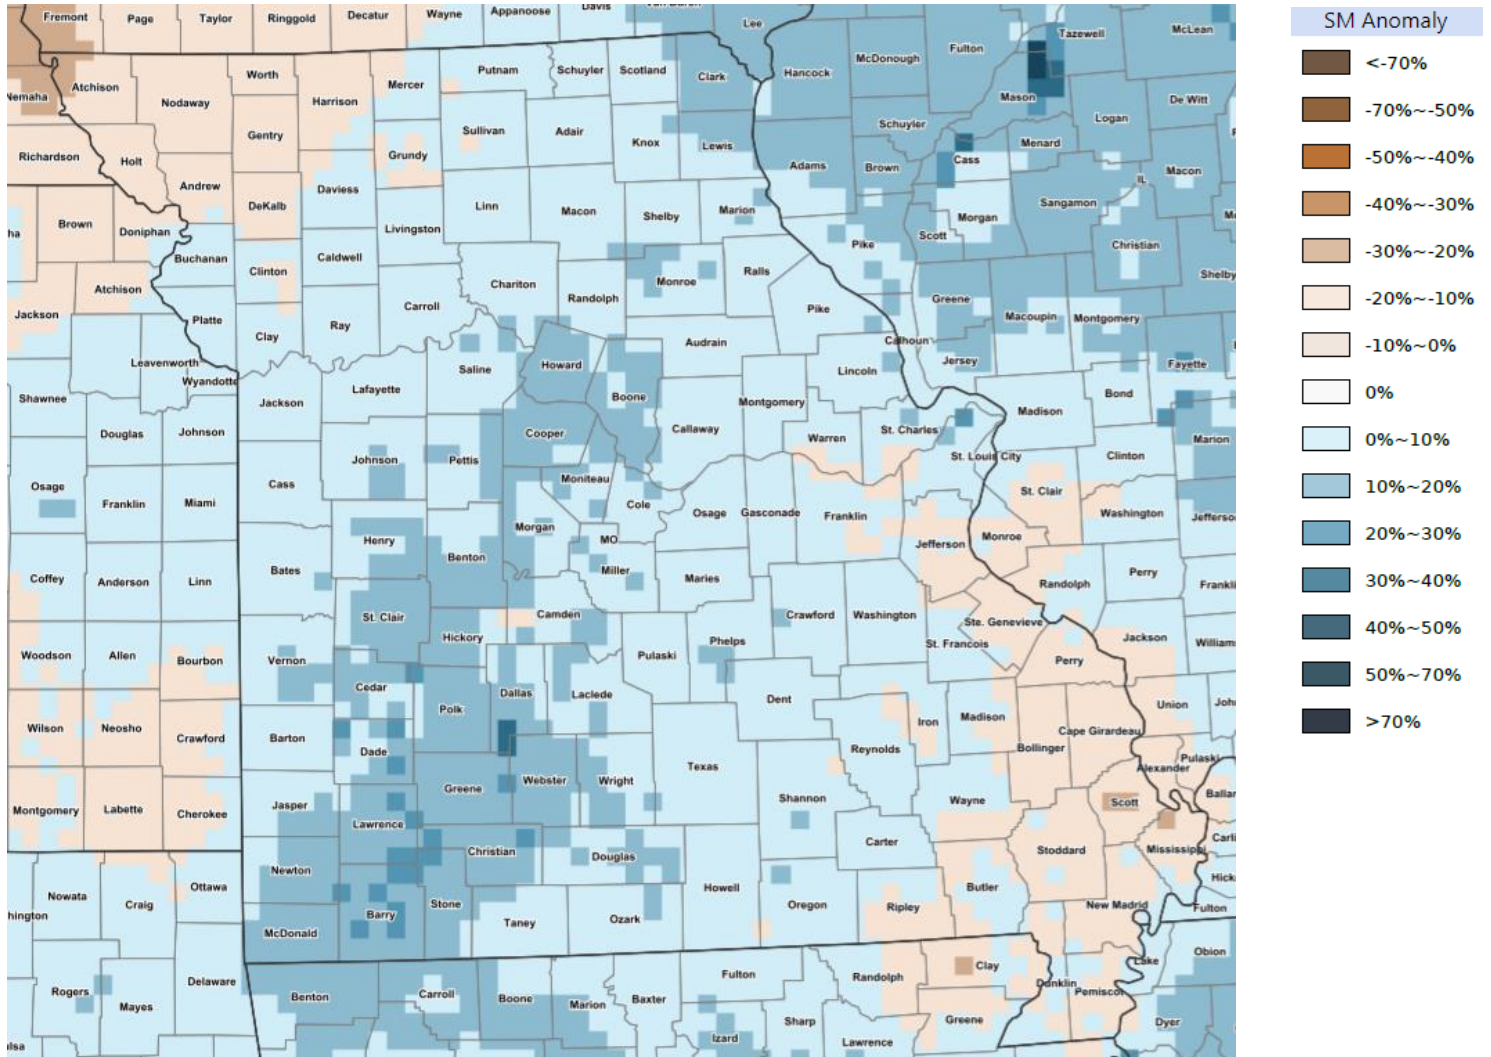 SM Anomaly
<-70%
-70%~-50%
-50%~-40%
-40%~-30%
-30%~-20%
-20%~-10%
-10%~0%
0%
0%~10%
10%~20%
20%~30%
30%~40%
40%~50%
50%~70%
>70%
Fremont Page Taylor Ringgold Decatur Wayne Appanoose Davis Lee Fulton Tazewell McLean
Nemaha Atchison Nodaway Worth Harrison Mercer Putnam Schuyler Scotland Clark Hancock McDonough Mason Logan De Witt
Richardson Holt Andrew Gentry Daviess Grundy Sullivan Adair Knox Lewis Adams Schuyler Brown Cass Menard Macon
IL
ha Brown Doniphan DeKalb Livingston Linn Macon Shelby Marion Pike Scott Morgan Sangamon Christian
Buchanan Clinton Caldwell Chariton Randolph Monroe Ralls Shelby
Jackson Atchison Platte Clay Ray Carroll Audrain Pike Greene Macoupin Montgomery
Leavenworth Wyandotte Calhoun Jersey Fayette
Shawnee Jackson Lafayette Saline Howard Boone Lincoln Madison Bond
Douglas Johnson Johnson Pettis Cooper Callaway Montgomery Warren St. Charles Clinton Marion
Osage Franklin Miami Cass Moniteau Cole Osage Gasconade Franklin St. Louis City St. Clair Washington Jefferso
Henry Morgan MO Jefferson Monroe
Coffey Anderson Linn Bates Benton Miller Maries Randolph Perry Frankli
St. Clair Hickory Camden Crawford Washington Ste. Genevieve
Woodson Allen Bourbon Vernon Pulaski Phelps St. Francois Perry Jackson William
Cedar Polk Dallas Laclede Dent
Wilson Neosho Crawford Barton Dade Reynolds Iron Madison Bollinger Cape Girardeau Union Joh
Greene Webster Wright Texas Alexander Pulaski
Montgomery Labette Cherokee Jasper Lawrence Shannon Wayne Scott Ballar
Newton Christian Douglas Carter Stoddard Mississippi Carli
Nowata Craig Ottawa Barry Stone Howell Oregon Ripley Butler New Madrid Hick
hington McDonald Taney Ozark Fulton
Rogers Mayes Delaware Benton Carroll Boone Marion Baxter Fulton Randolph Clay Dunklin Pemiscot Lake Obion
Izard Sharp Lawrence Greene Dyer
ulsa